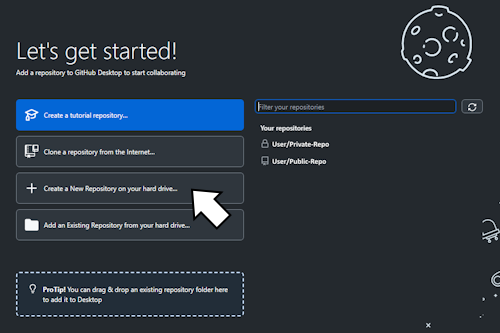 Let's get started!
Add a repository to GitHub Desktop to start collaborating
Create a tutorial repository...
Clone a repository from the Internet...
Create a New Repository on your hard drive...
Add an Existing Repository from your hard drive...
ProTip! You can drag & drop an existing repository folder here
to add it to Desktop
Filter your repositories
Your repositories
User/Private-Repo
User/Public-Repo